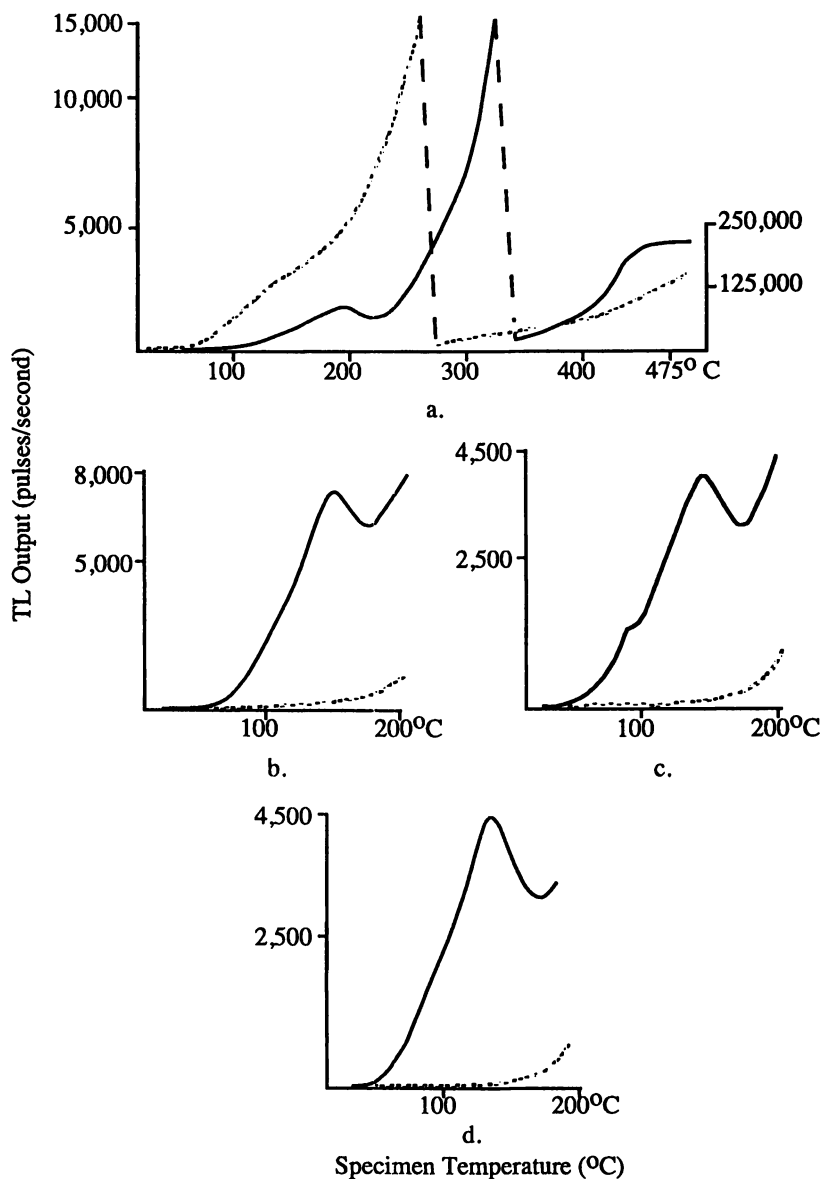 15,000
10,000
5,000
250,000
125,000
100 200 300 400 475° C
a.
TL Output (pulses/second)
8,000
5,000
100 200°C
b.
4,500
2,500
100 200°C
c.
4,500
2,500
100 200°C
d.
Specimen Temperature (°C)